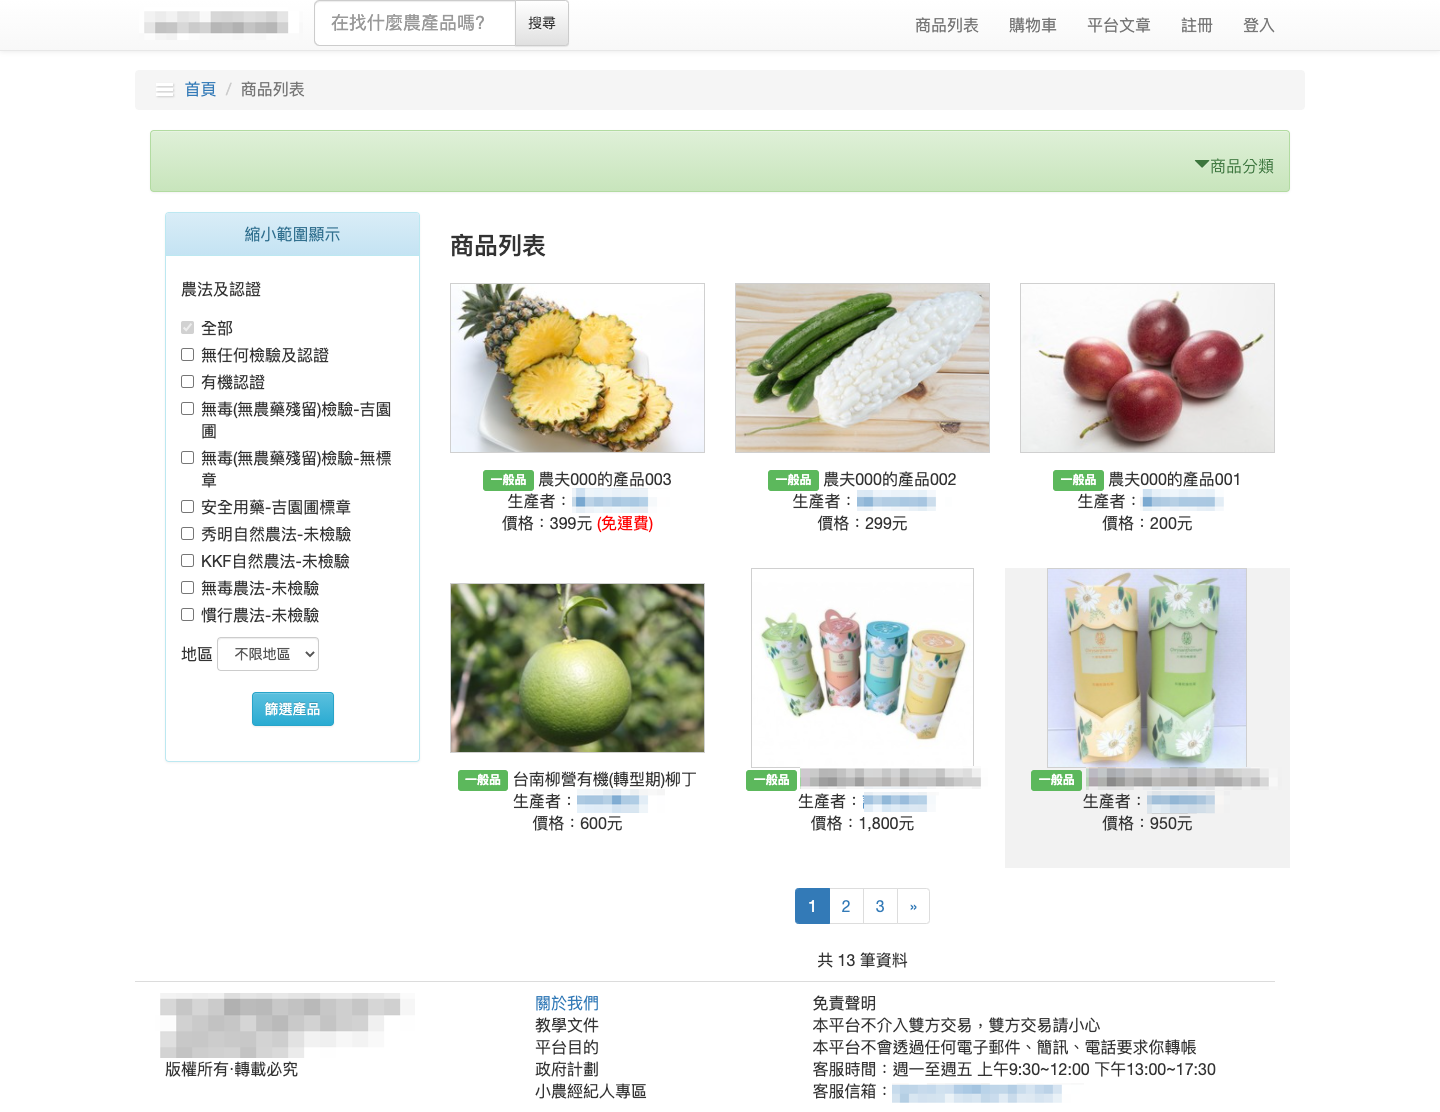 在找什麼農產品嗎?
搜尋
商品列表 購物車 平台文章 註冊 登入
首頁 / 商品列表
商品分類
縮小範圍顯示
農法及認證
全部
無任何檢驗及認證
有機認證
無毒(無農藥殘留)檢驗-吉園
圃
無毒(無農藥殘留)檢驗-無標
章
安全用藥-吉園圃標章
秀明自然農法-未檢驗
KKF自然農法-未檢驗
無毒農法-未檢驗
慣行農法-未檢驗
地區 不限地區
篩選產品
商品列表
一般品 農夫000的產品003
生產者：
價格：399元 (免運費)
一般品 農夫000的產品002
生產者：
價格：299元
一般品 農夫000的產品001
生產者：
價格：200元
一般品 台南柳營有機(轉型期)柳丁
生產者：
價格：600元
一般品
生產者：
價格：1,800元
一般品
生產者：
價格：950元
1 2 3 »
共 13 筆資料
版權所有‧轉載必究
關於我們
教學文件
平台目的
政府計劃
小農經紀人專區
免責聲明
本平台不介入雙方交易，雙方交易請小心
本平台不會透過任何電子郵件、簡訊、電話要求你轉帳
客服時間：週一至週五 上午9:30~12:00 下午13:00~17:30
客服信箱：